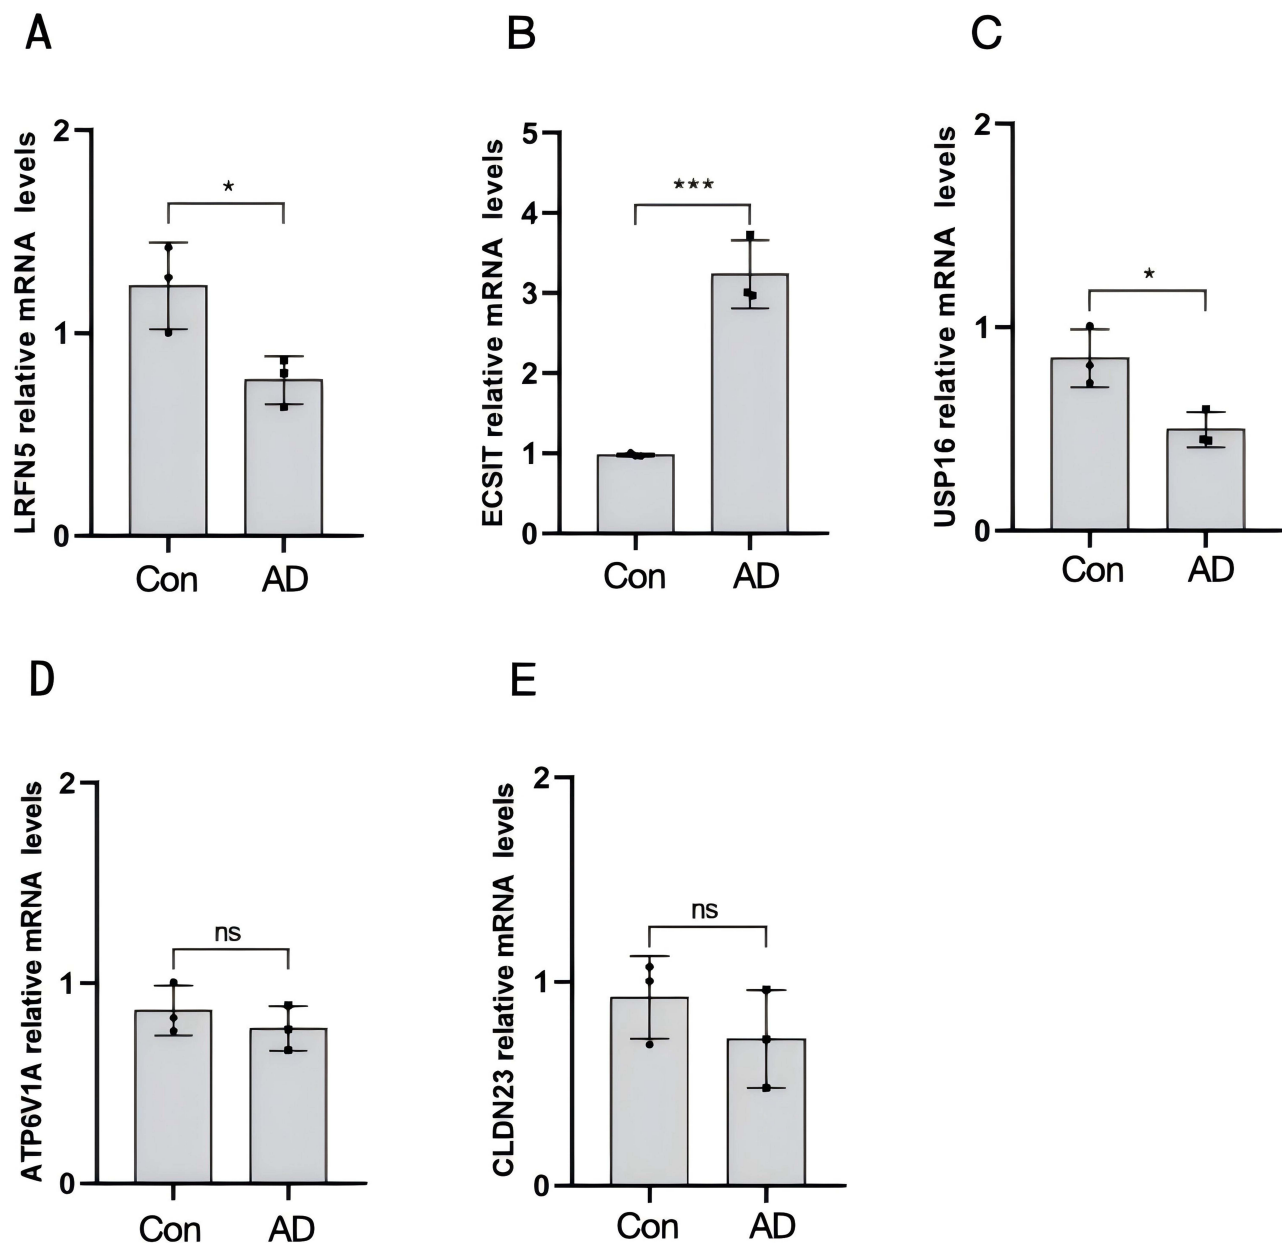 A
LRFN5 relative mRNA levels
2
1
0
*
Con
AD
B
ECSIT relative mRNA levels
5
4
3
2
1
0
***
Con
AD
C
USP16 relative mRNA levels
2
1
0
*
Con
AD
D
ATP6V1A relative mRNA levels
2
1
0
ns
Con
AD
E
CLDN23 relative mRNA levels
2
1
0
ns
Con
AD